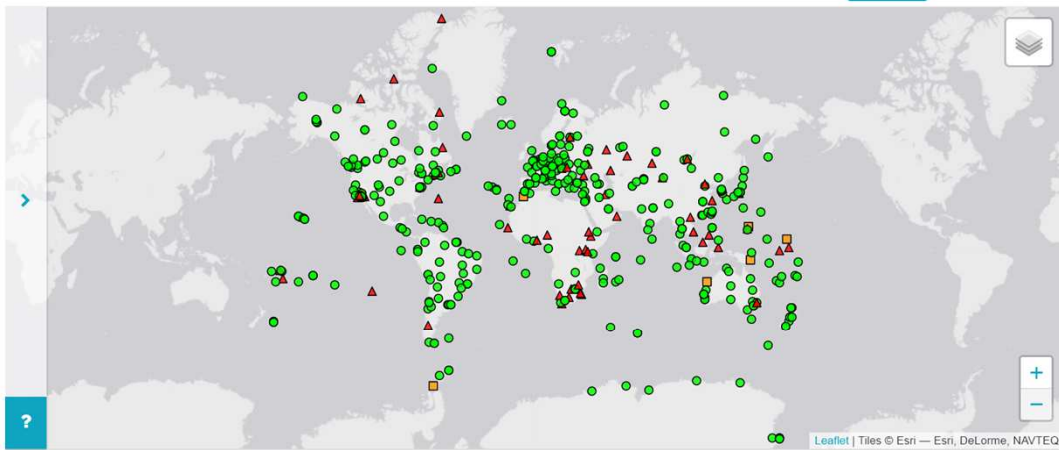 +
−
?
Leaflet | Tiles © Esri — Esri, DeLorme, NAVTEQ